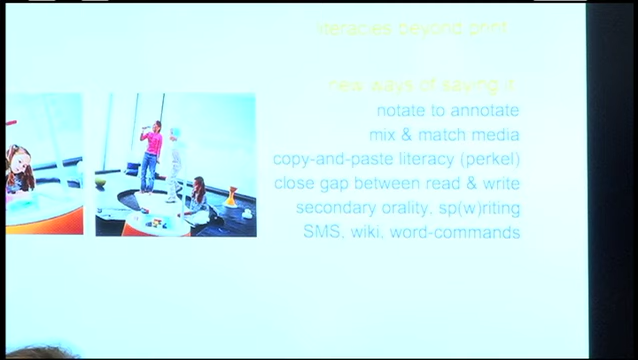 literacies beyond print
new ways of saying it
notate to annotate
mix & match media
copy-and-paste literacy (perkel)
close gap between read & write
secondary orality, sp(w)riting
SMS, wiki, word-commands